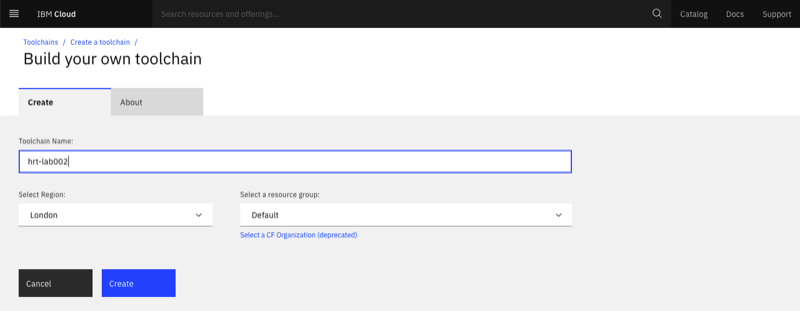 IBM Cloud
Search resources and offerings...
Catalog
Docs
Support
Toolchains / Create a toolchain /
Build your own toolchain
Create
About
Toolchain Name:
hrt-lab002
Select Region:
Select a resource group:
London
Default
Select a CF Organization (deprecated)
Cancel
Create